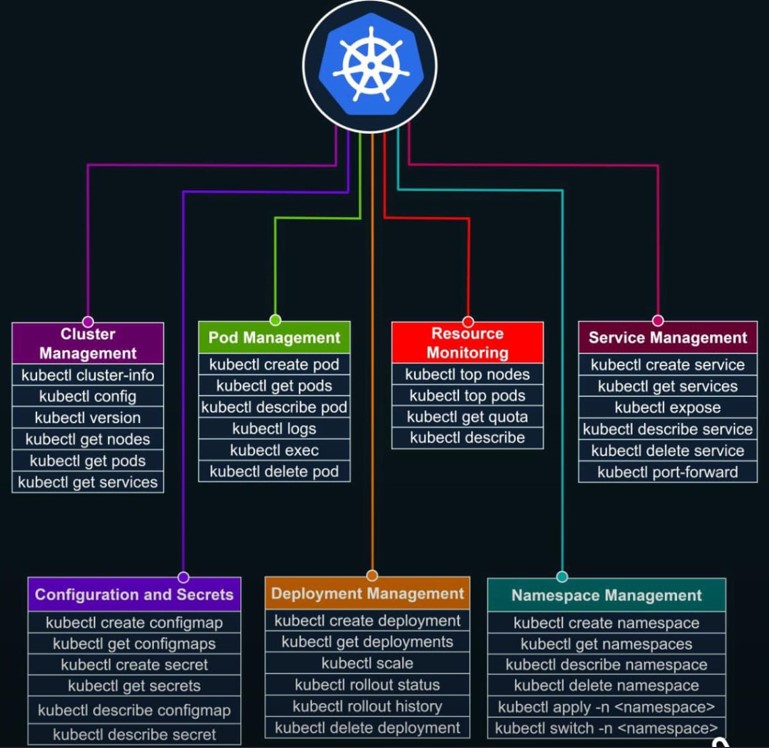 Cluster
Management
kubectl cluster-info
kubectl config
kubectl version
kubectl get nodes
kubectl get pods
kubectl get services
Pod Management
kubectl create pod
kubectl get pods
kubectl describe pod
kubectl logs
kubectl exec
kubectl delete pod
Resource
Monitoring
kubectl top nodes
kubectl top pods
kubectl get quota
kubectl describe
Service Management
kubectl create service
kubectl get services
kubectl expose
kubectl describe service
kubectl delete service
kubectl port-forward
Configuration and Secrets
kubectl create configmap
kubectl get configmaps
kubectl create secret
kubectl get secrets
kubectl describe configmap
kubectl describe secret
Deployment Management
kubectl create deployment
kubectl get deployments
kubectl scale
kubectl rollout status
kubectl rollout history
kubectl delete deployment
Namespace Management
kubectl create namespace
kubectl get namespaces
kubectl describe namespace
kubectl delete namespace
kubectl apply -n <namespace>
kubectl switch -n <namespace>